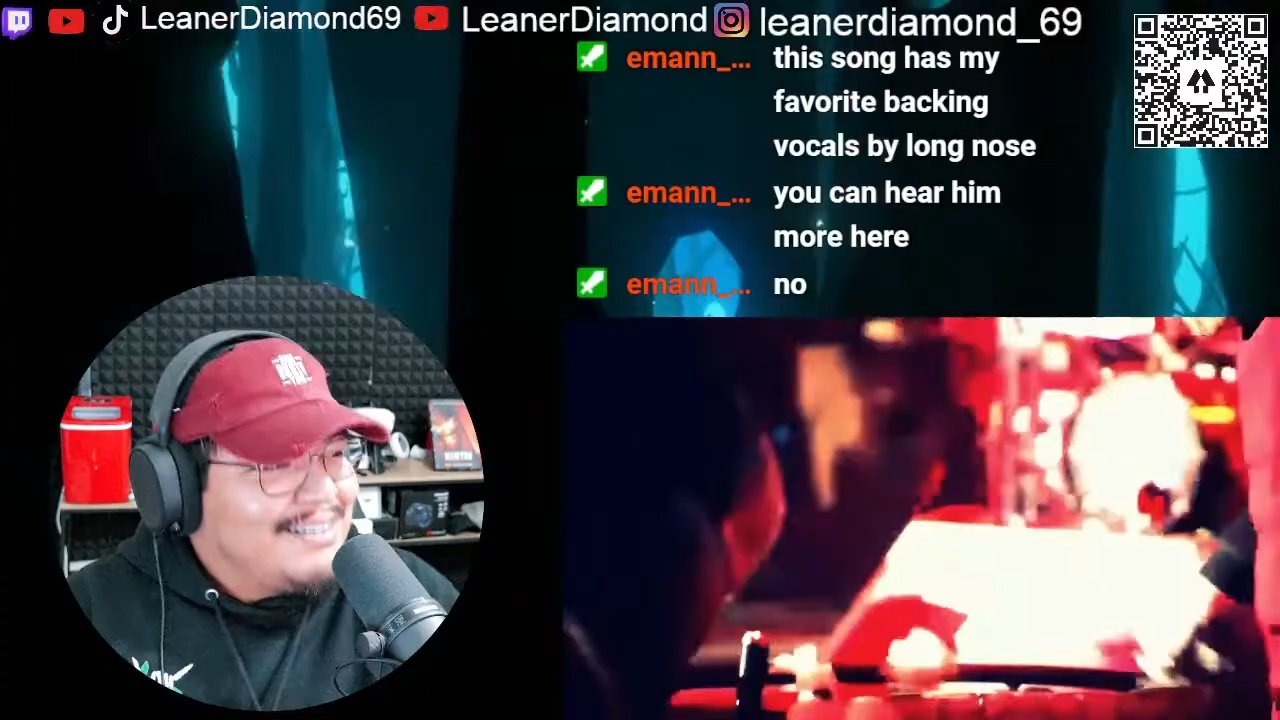 LeanerDiamond69 LeanerDiamond leanerdiamond_69
emann_... this song has my
favorite backing
vocals by long nose
emann_... you can hear him
more here
emann_... no